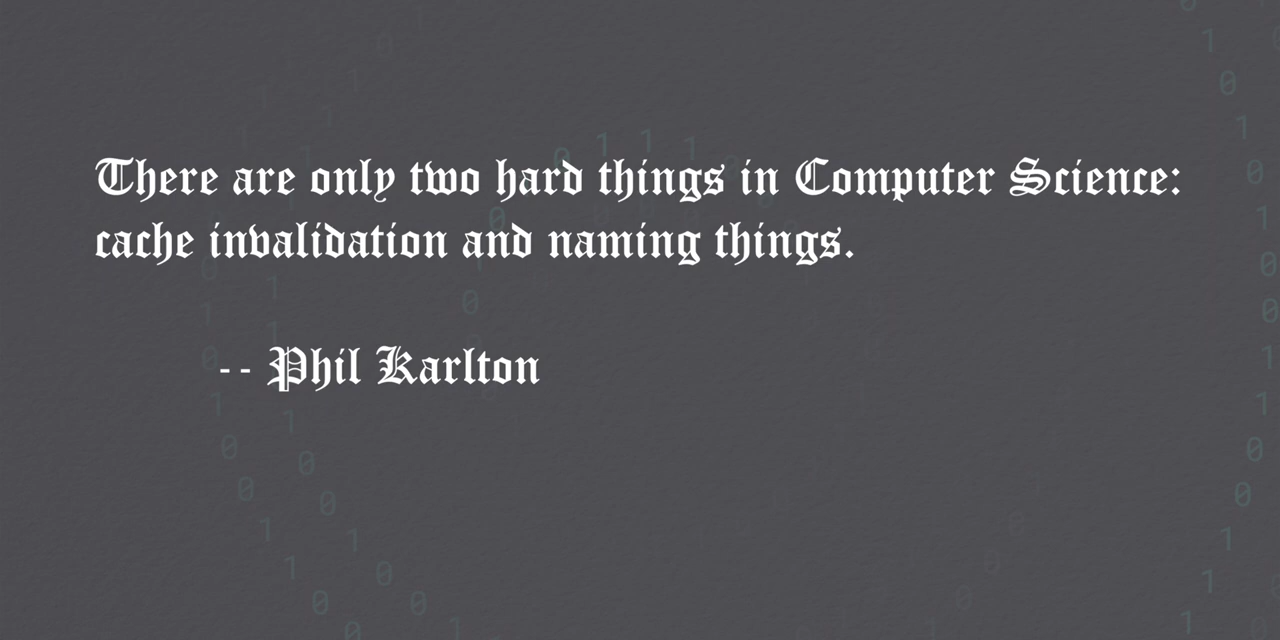 There are only two hard things in Computer Science:
cache invalidation and naming things.
-- Phil Karlton